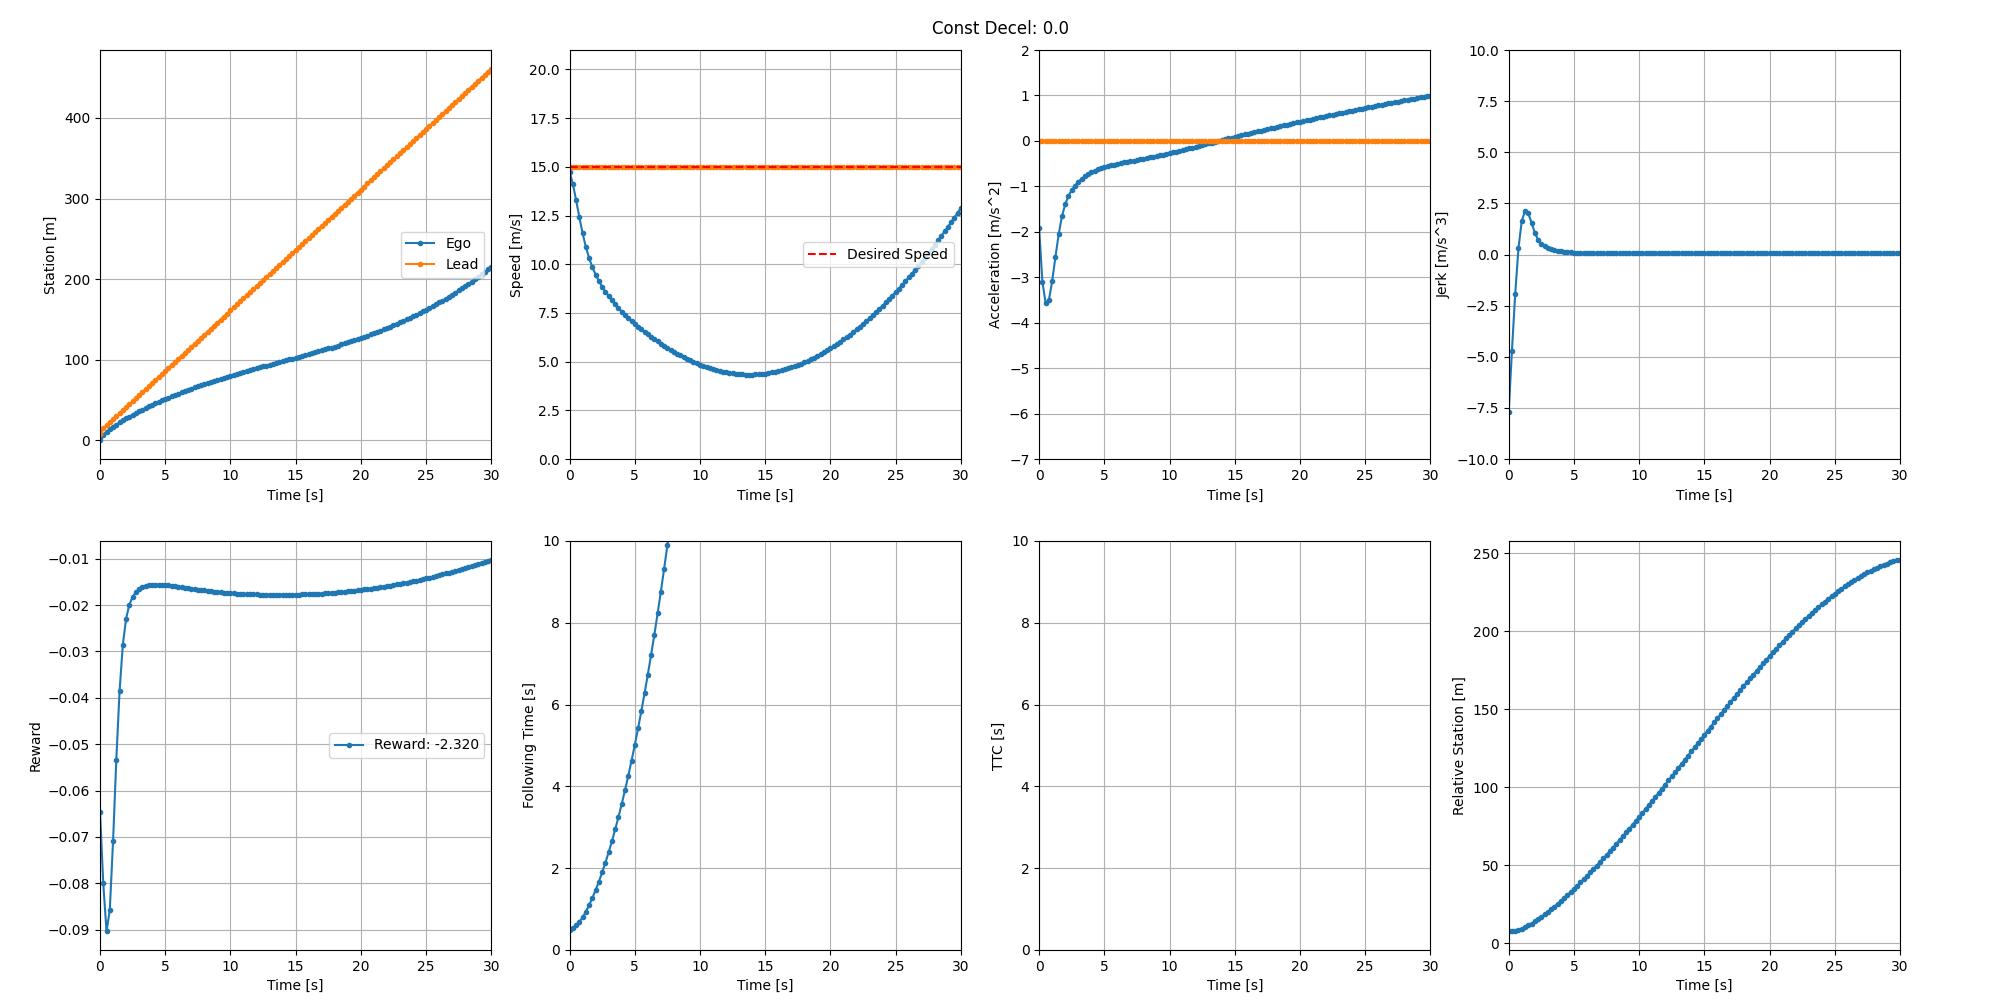 Const Decel: 0.0
Station [m]
400
300
200
100
0
Ego
Lead
0 5 10 15 20 25 30
Time [s]
Speed [m/s]
20.0
17.5
15.0
12.5
10.0
7.5
5.0
2.5
0.0
Desired Speed
0 5 10 15 20 25 30
Time [s]
Acceleration [m/s^2]
2
1
0
−1
−2
−3
−4
−5
−6
−7
0 5 10 15 20 25 30
Time [s]
Jerk [m/s^3]
10.0
7.5
5.0
2.5
0.0
−2.5
−5.0
−7.5
−10.0
0 5 10 15 20 25 30
Time [s]
Reward
−0.01
−0.02
−0.03
−0.04
−0.05
−0.06
−0.07
−0.08
−0.09
Reward: -2.320
0 5 10 15 20 25 30
Time [s]
Following Time [s]
10
8
6
4
2
0
0 5 10 15 20 25 30
Time [s]
TTC [s]
10
8
6
4
2
0
0 5 10 15 20 25 30
Time [s]
Relative Station [m]
250
200
150
100
50
0
0 5 10 15 20 25 30
Time [s]